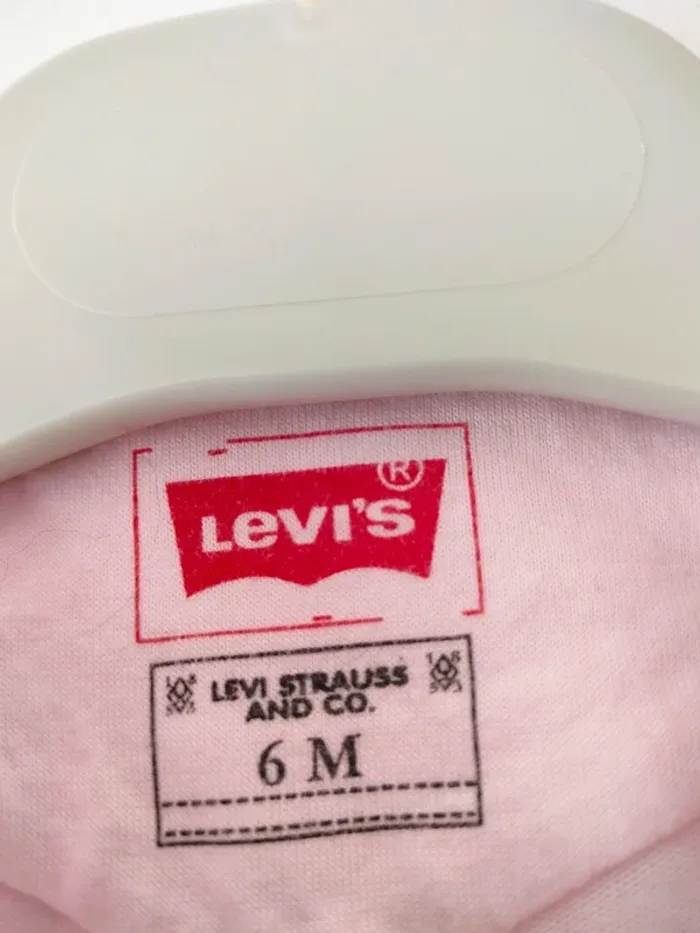 LEVI'S ®
LEVI STRAUSS
AND CO.
6 M